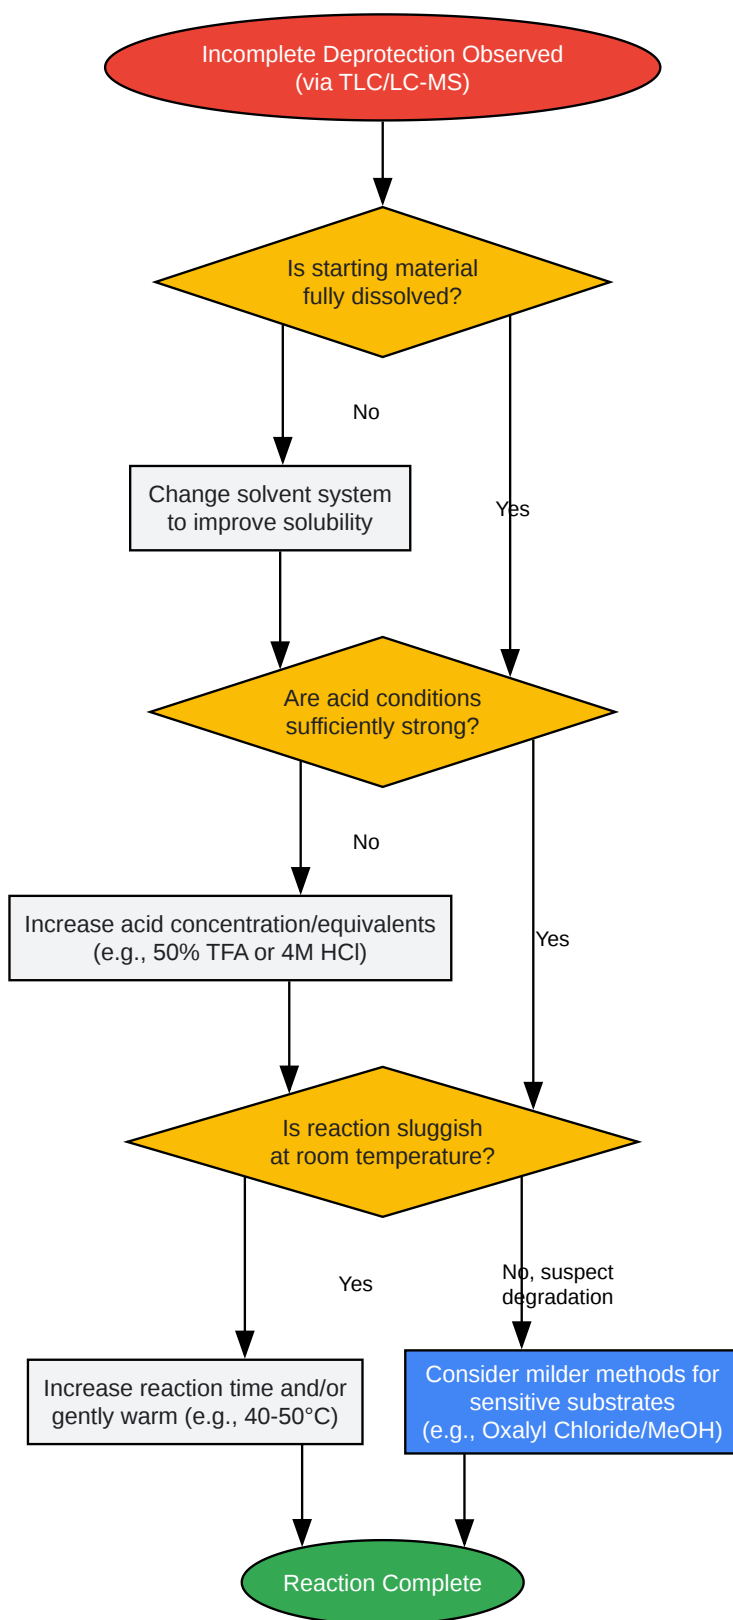 Incomplete Deprotection Observed
(via TLC/LC-MS)
Is starting material
fully dissolved?
No
Change solvent system
to improve solubility
Yes
Are acid conditions
sufficiently strong?
No
Increase acid concentration/equivalents
(e.g., 50% TFA or 4M HCl)
Yes
Is reaction sluggish
at room temperature?
Yes
No, suspect
degradation
Increase reaction time and/or
gently warm (e.g., 40-50°C)
Consider milder methods for
sensitive substrates
(e.g., Oxalyl Chloride/MeOH)
Reaction Complete